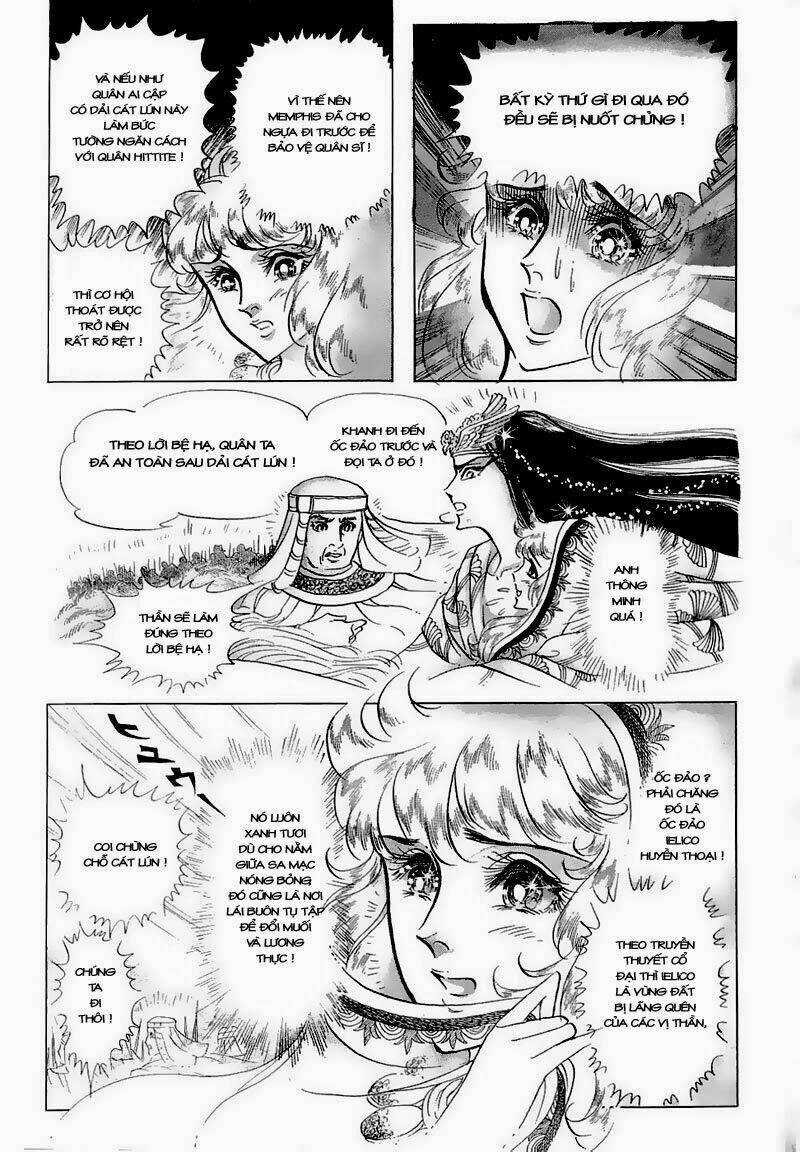 BẤT KỲ THỨ GÌ ĐI QUA ĐÓ
ĐỀU SẼ BỊ NUỐT CHỬNG !
VÌ THẾ NÊN
MEMPHIS ĐÃ CHO
NGỰA ĐI TRƯỚC ĐỂ
BẢO VỆ QUÂN SĨ !
VÀ NẾU NHƯ
QUÂN AI CẬP
CÓ DẢI CÁT LÚN NÀY
LÀM BỨC
TƯỜNG NGĂN CÁCH
VỚI QUÂN HITTITE !
THÌ CƠ HỘI
THOÁT ĐƯỢC
TRỞ NÊN
RẤT RÕ RỆT !
KHANH ĐI ĐẾN
ỐC ĐẢO TRƯỚC VÀ
ĐỢI TA Ở ĐÓ !
THEO LỜI BỆ HẠ, QUÂN TA
ĐÃ AN TOÀN SAU DẢI CÁT LÚN !
ANH
THÔNG
MINH
QUÁ !
THẦN SẼ LÀM
ĐÚNG THEO
LỜI BỆ HẠ !
ỐC ĐẢO ?
PHẢI CHĂNG
ĐÓ LÀ
ỐC ĐẢO
IELICO
HUYỀN THOẠI !
THEO TRUYỀN
THUYẾT CỔ
ĐẠI THÌ IELICO
LÀ VÙNG ĐẤT
BỊ LÃNG QUÊN
CỦA CÁC VỊ THẦN,
NÓ LUÔN
XANH TƯƠI
DÙ CHO NẰM
GIỮA SA MẠC
NÓNG BỎNG
ĐÓ CŨNG LÀ NƠI
LÁI BUÔN TỤ TẬP
ĐỂ ĐỔI MUỐI
VÀ LƯƠNG
THỰC !
ヒュウー
COI CHỪNG
CHỖ CÁT LÚN !
CHÚNG
TA
ĐI
THÔI !